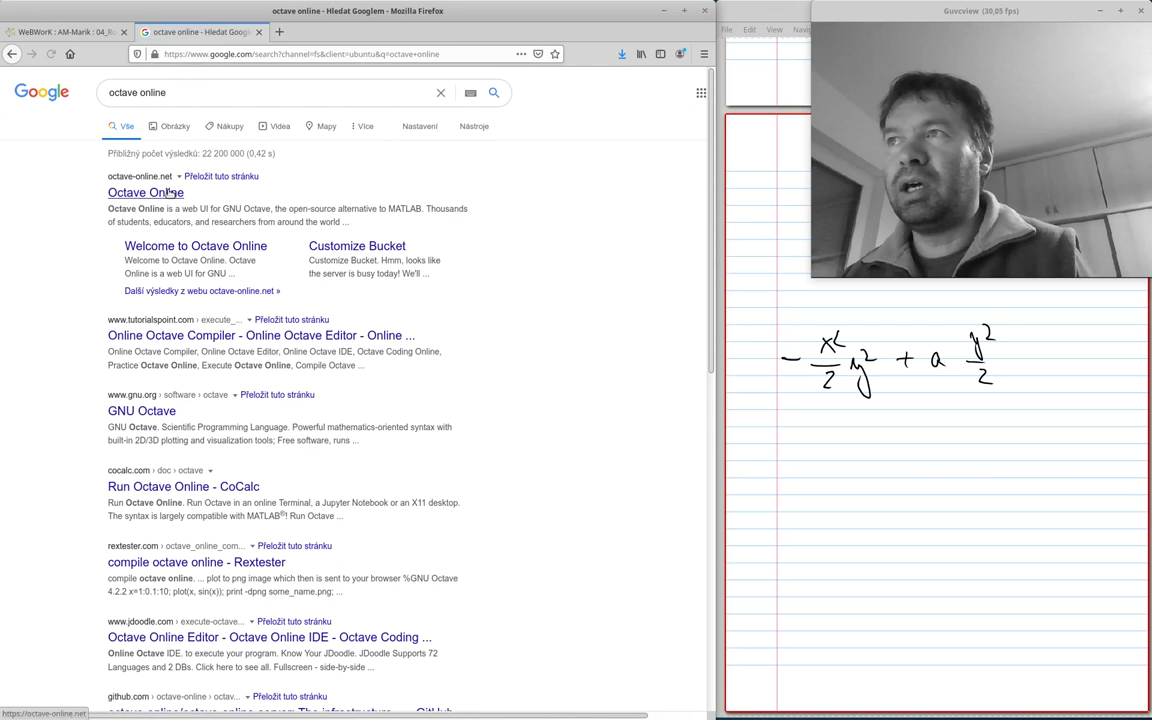 octave online - Hledat Googlem - Mozilla Firefox
WeBWorK : AM-Marik : 04_R
octave online - Hledat Goog
https://www.google.com/search?channel=fs&client=ubuntu&q=octave+online
Google
octave online
Vše Obrázky Nákupy Videa Mapy Více Nastavení Nástroje
Přibližný počet výsledků: 22 200 000 (0,42 s)
octave-online.net Přeložit tuto stránku
Octave Online
Octave Online is a web UI for GNU Octave, the open-source alternative to MATLAB. Thousands
of students, educators, and researchers from around the world ...
Welcome to Octave Online
Welcome to Octave Online. Octave
Online is a web UI for GNU ...
Customize Bucket
Customize Bucket. Hmm, looks like
the server is busy today! We'll ...
Další výsledky z webu octave-online.net »
www.tutorialspoint.com › execute_... Přeložit tuto stránku
Online Octave Compiler - Online Octave Editor - Online ...
Online Octave Compiler, Online Octave Editor, Online Octave IDE, Octave Coding Online,
Practice Octave Online, Execute Octave Online, Compile Octave ...
www.gnu.org › software › octave Přeložit tuto stránku
GNU Octave
GNU Octave. Scientific Programming Language. Powerful mathematics-oriented syntax with
built-in 2D/3D plotting and visualization tools; Free software, runs ...
cocalc.com › doc › octave
Run Octave Online - CoCalc
Run Octave Online. Run Octave in an online Terminal, a Jupyter Notebook or an X11 desktop.
The syntax is largely compatible with MATLAB®! Run Octave ...
rextester.com › octave_online_com... Přeložit tuto stránku
compile octave online - Rextester
compile octave online. ... plot to png image which then is sent to your browser %GNU Octave
4.2.2 x=1:0.1:10; plot(x, sin(x)); print -dpng some_name.png; ...
www.jdoodle.com › execute-octave... Přeložit tuto stránku
Octave Online Editor - Octave Online IDE - Octave Coding ...
Online Octave IDE. to execute your program. Know Your JDoodle. JDoodle Supports 72
Languages and 2 DBs. Click here to see all. Fullscreen - side-by-side ...
github.com › octave-online › octav... Přeložit tuto stránku
https://octave-online.net
Guvcview (30,05 fps)
File Edit View
- x²/2 y² + a y²/2